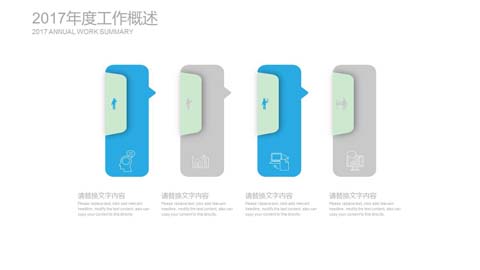 2017年度工作概述
2017 ANNUAL WORK SUMMARY
请替换文字内容
Please replace text, click add relevant
headline, modify the text content, also can
copy your content to this directly.
请替换文字内容
Please replace text, click add relevant
headline, modify the text content, also can
copy your content to this directly.
请替换文字内容
Please replace text, click add relevant
headline, modify the text content, also can
copy your content to this directly.
请替换文字内容
Please replace text, click add relevant
headline, modify the text content, also can
copy your content to this directly.